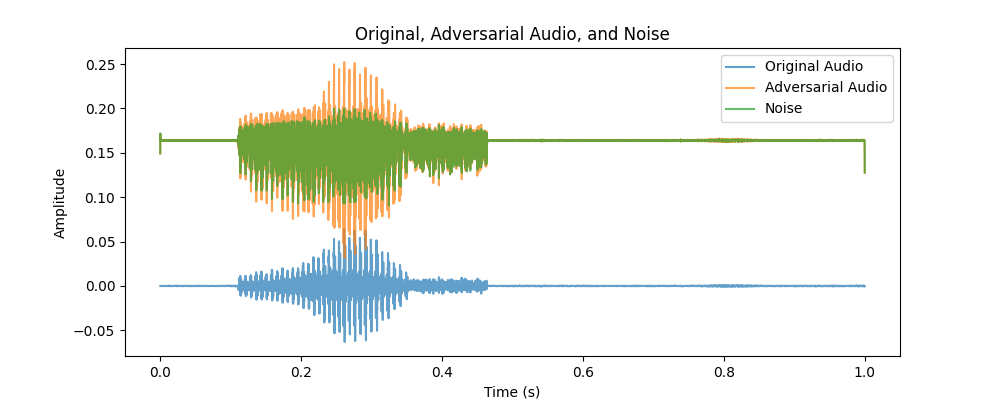 Original, Adversarial Audio, and Noise
Original Audio
Adversarial Audio
Noise
Amplitude
0.25
0.20
0.15
0.10
0.05
0.00
−0.05
0.0 0.2 0.4 0.6 0.8 1.0
Time (s)